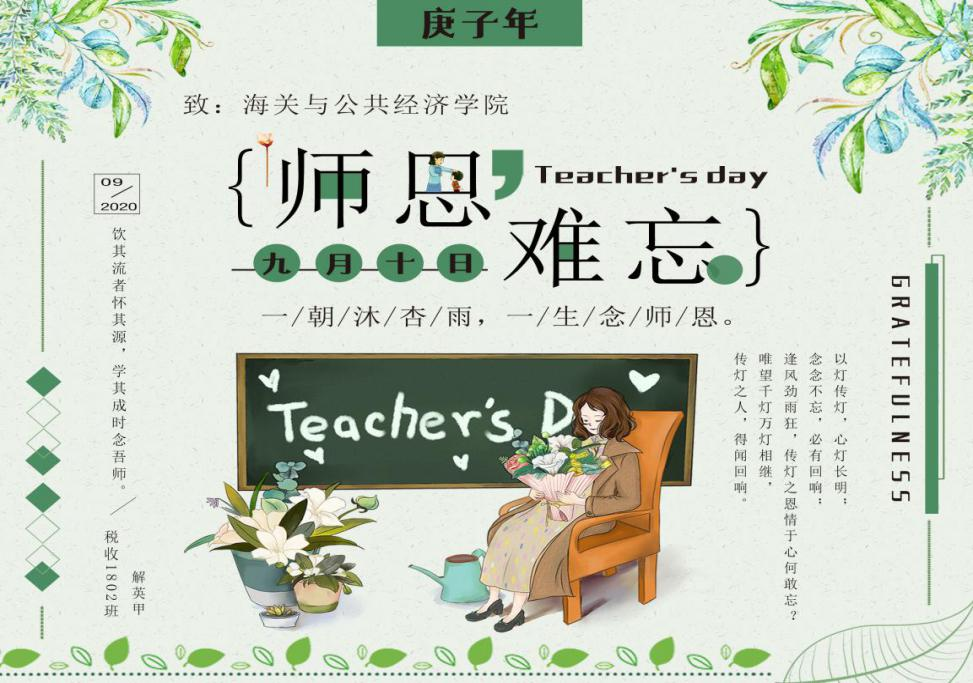 庚子年
致：海关与公共经济学院
{师恩，
Teacher's day
难忘。}
九月十日
一/朝/沐/杏/雨，一/生/念/师/恩。
09
2020
饮其流者怀其源，学其成时念吾师。/
税收1802班
解英甲
Teacher's D
以灯传灯，心灯长明；
念念不忘，必有回响；
逢风劲雨狂，传灯之恩情于心何敢忘？
唯望千灯万灯相继，
传灯之人，得闻回响。
GRATEFULNESS